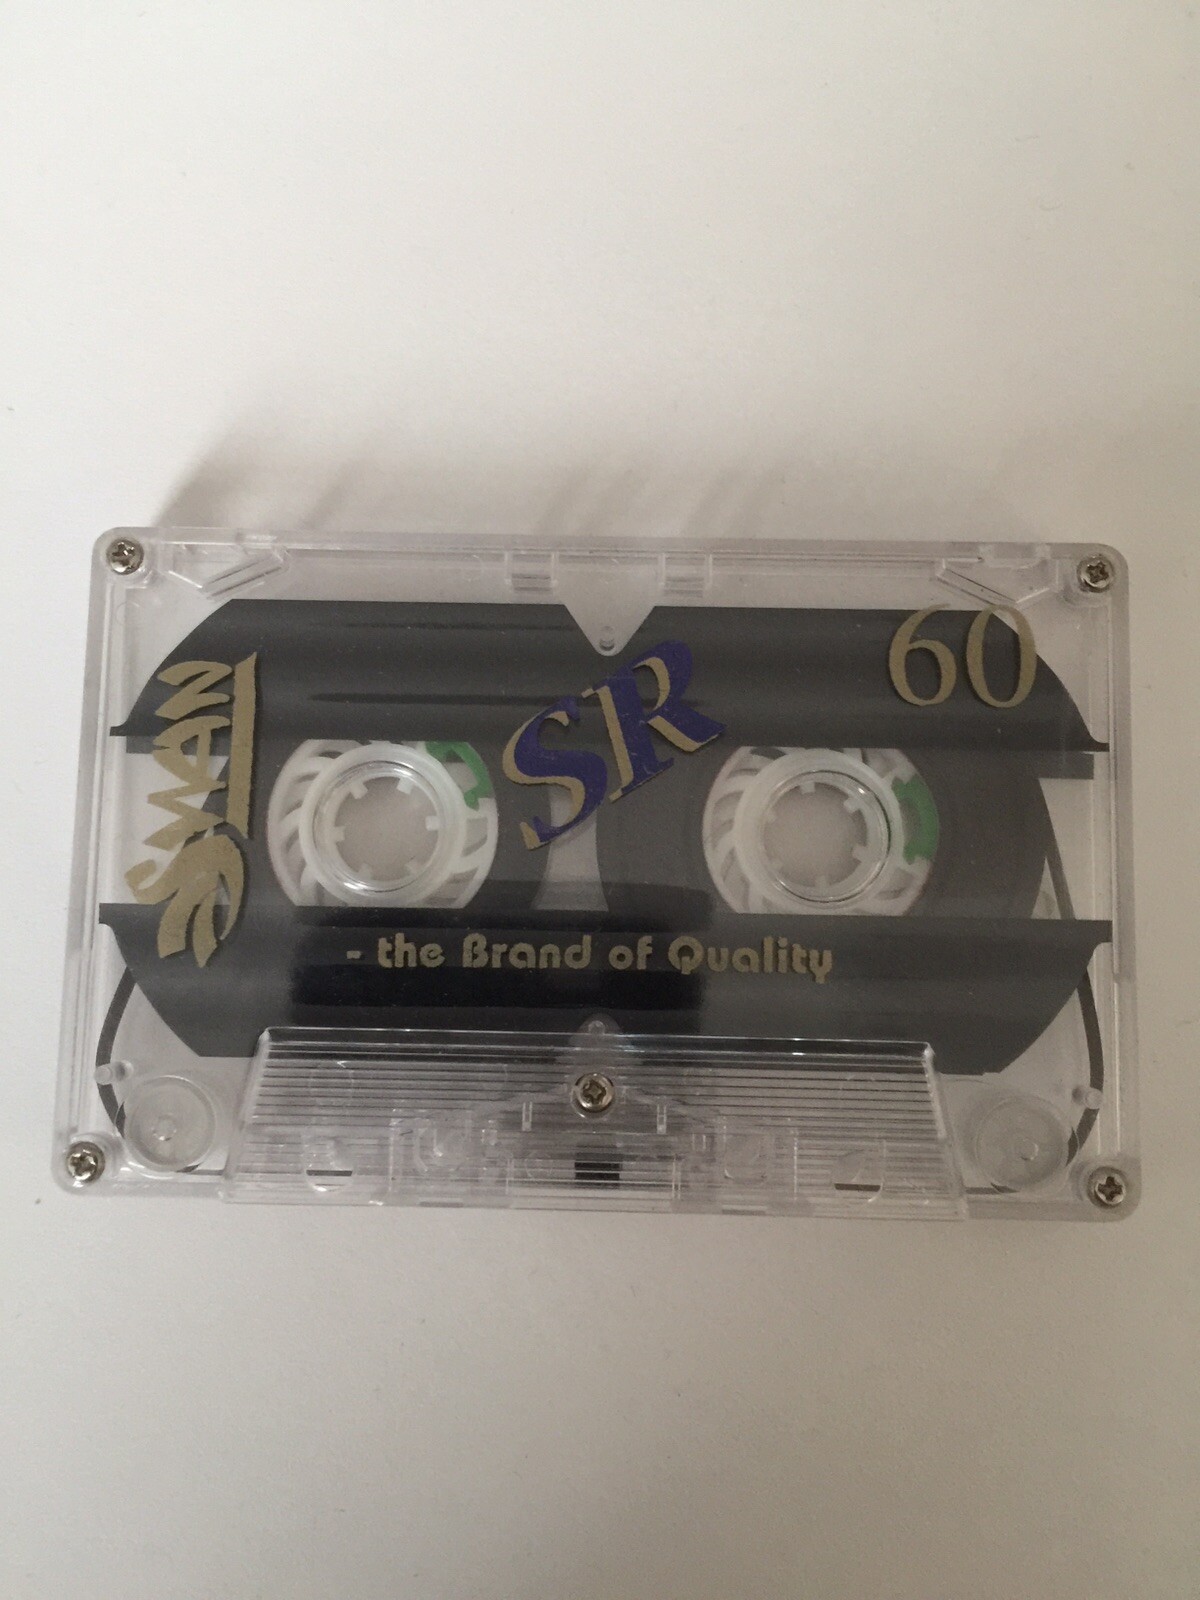 60
SR
SWAN
- the Brand of Quality